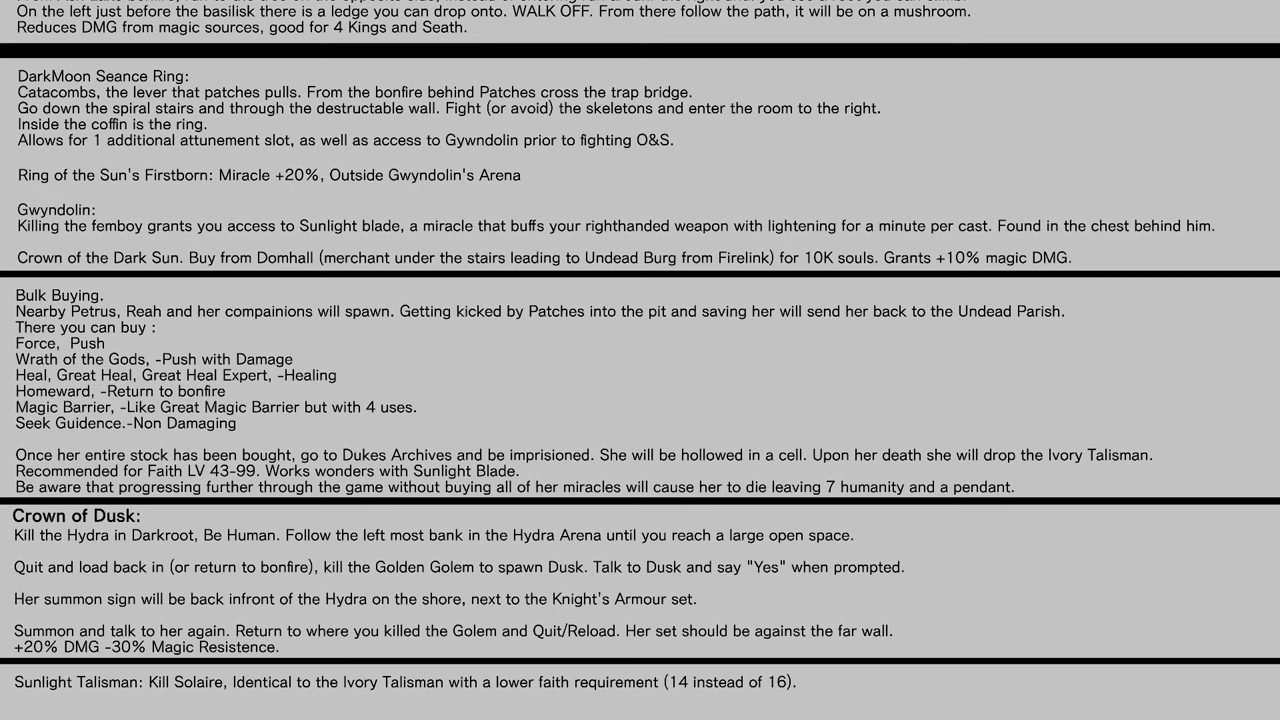 On the left just before the basilisk there is a ledge you can drop onto. WALK OFF. From there follow the path, it will be on a mushroom.
Reduces DMG from magic sources, good for 4 Kings and Seath.
DarkMoon Seance Ring:
Catacombs, the lever that patches pulls. From the bonfire behind Patches cross the trap bridge.
Go down the spiral stairs and through the destructable wall. Fight (or avoid) the skeletons and enter the room to the right.
Inside the coffin is the ring.
Allows for 1 additional attunement slot, as well as access to Gywndolin prior to fighting O&S.
Ring of the Sun's Firstborn: Miracle +20%, Outside Gwyndolin's Arena
Gwyndolin:
Killing the femboy grants you access to Sunlight blade, a miracle that buffs your righthanded weapon with lightening for a minute per cast. Found in the chest behind him.
Crown of the Dark Sun. Buy from Domhall (merchant under the stairs leading to Undead Burg from Firelink) for 10K souls. Grants +10% magic DMG.
Bulk Buying.
Nearby Petrus, Reah and her compainions will spawn. Getting kicked by Patches into the pit and saving her will send her back to the Undead Parish.
There you can buy :
Force,  Push
Wrath of the Gods, -Push with Damage
Heal, Great Heal, Great Heal Expert, -Healing
Homeward, -Return to bonfire
Magic Barrier, -Like Great Magic Barrier but with 4 uses.
Seek Guidence.-Non Damaging
Once her entire stock has been bought, go to Dukes Archives and be imprisioned. She will be hollowed in a cell. Upon her death she will drop the Ivory Talisman.
Recommended for Faith LV 43-99. Works wonders with Sunlight Blade.
Be aware that progressing further through the game without buying all of her miracles will cause her to die leaving 7 humanity and a pendant.
Crown of Dusk:
Kill the Hydra in Darkroot, Be Human. Follow the left most bank in the Hydra Arena until you reach a large open space.
Quit and load back in (or return to bonfire), kill the Golden Golem to spawn Dusk. Talk to Dusk and say "Yes" when prompted.
Her summon sign will be back infront of the Hydra on the shore, next to the Knight's Armour set.
Summon and talk to her again. Return to where you killed the Golem and Quit/Reload. Her set should be against the far wall.
+20% DMG -30% Magic Resistence.
Sunlight Talisman: Kill Solaire, Identical to the Ivory Talisman with a lower faith requirement (14 instead of 16).